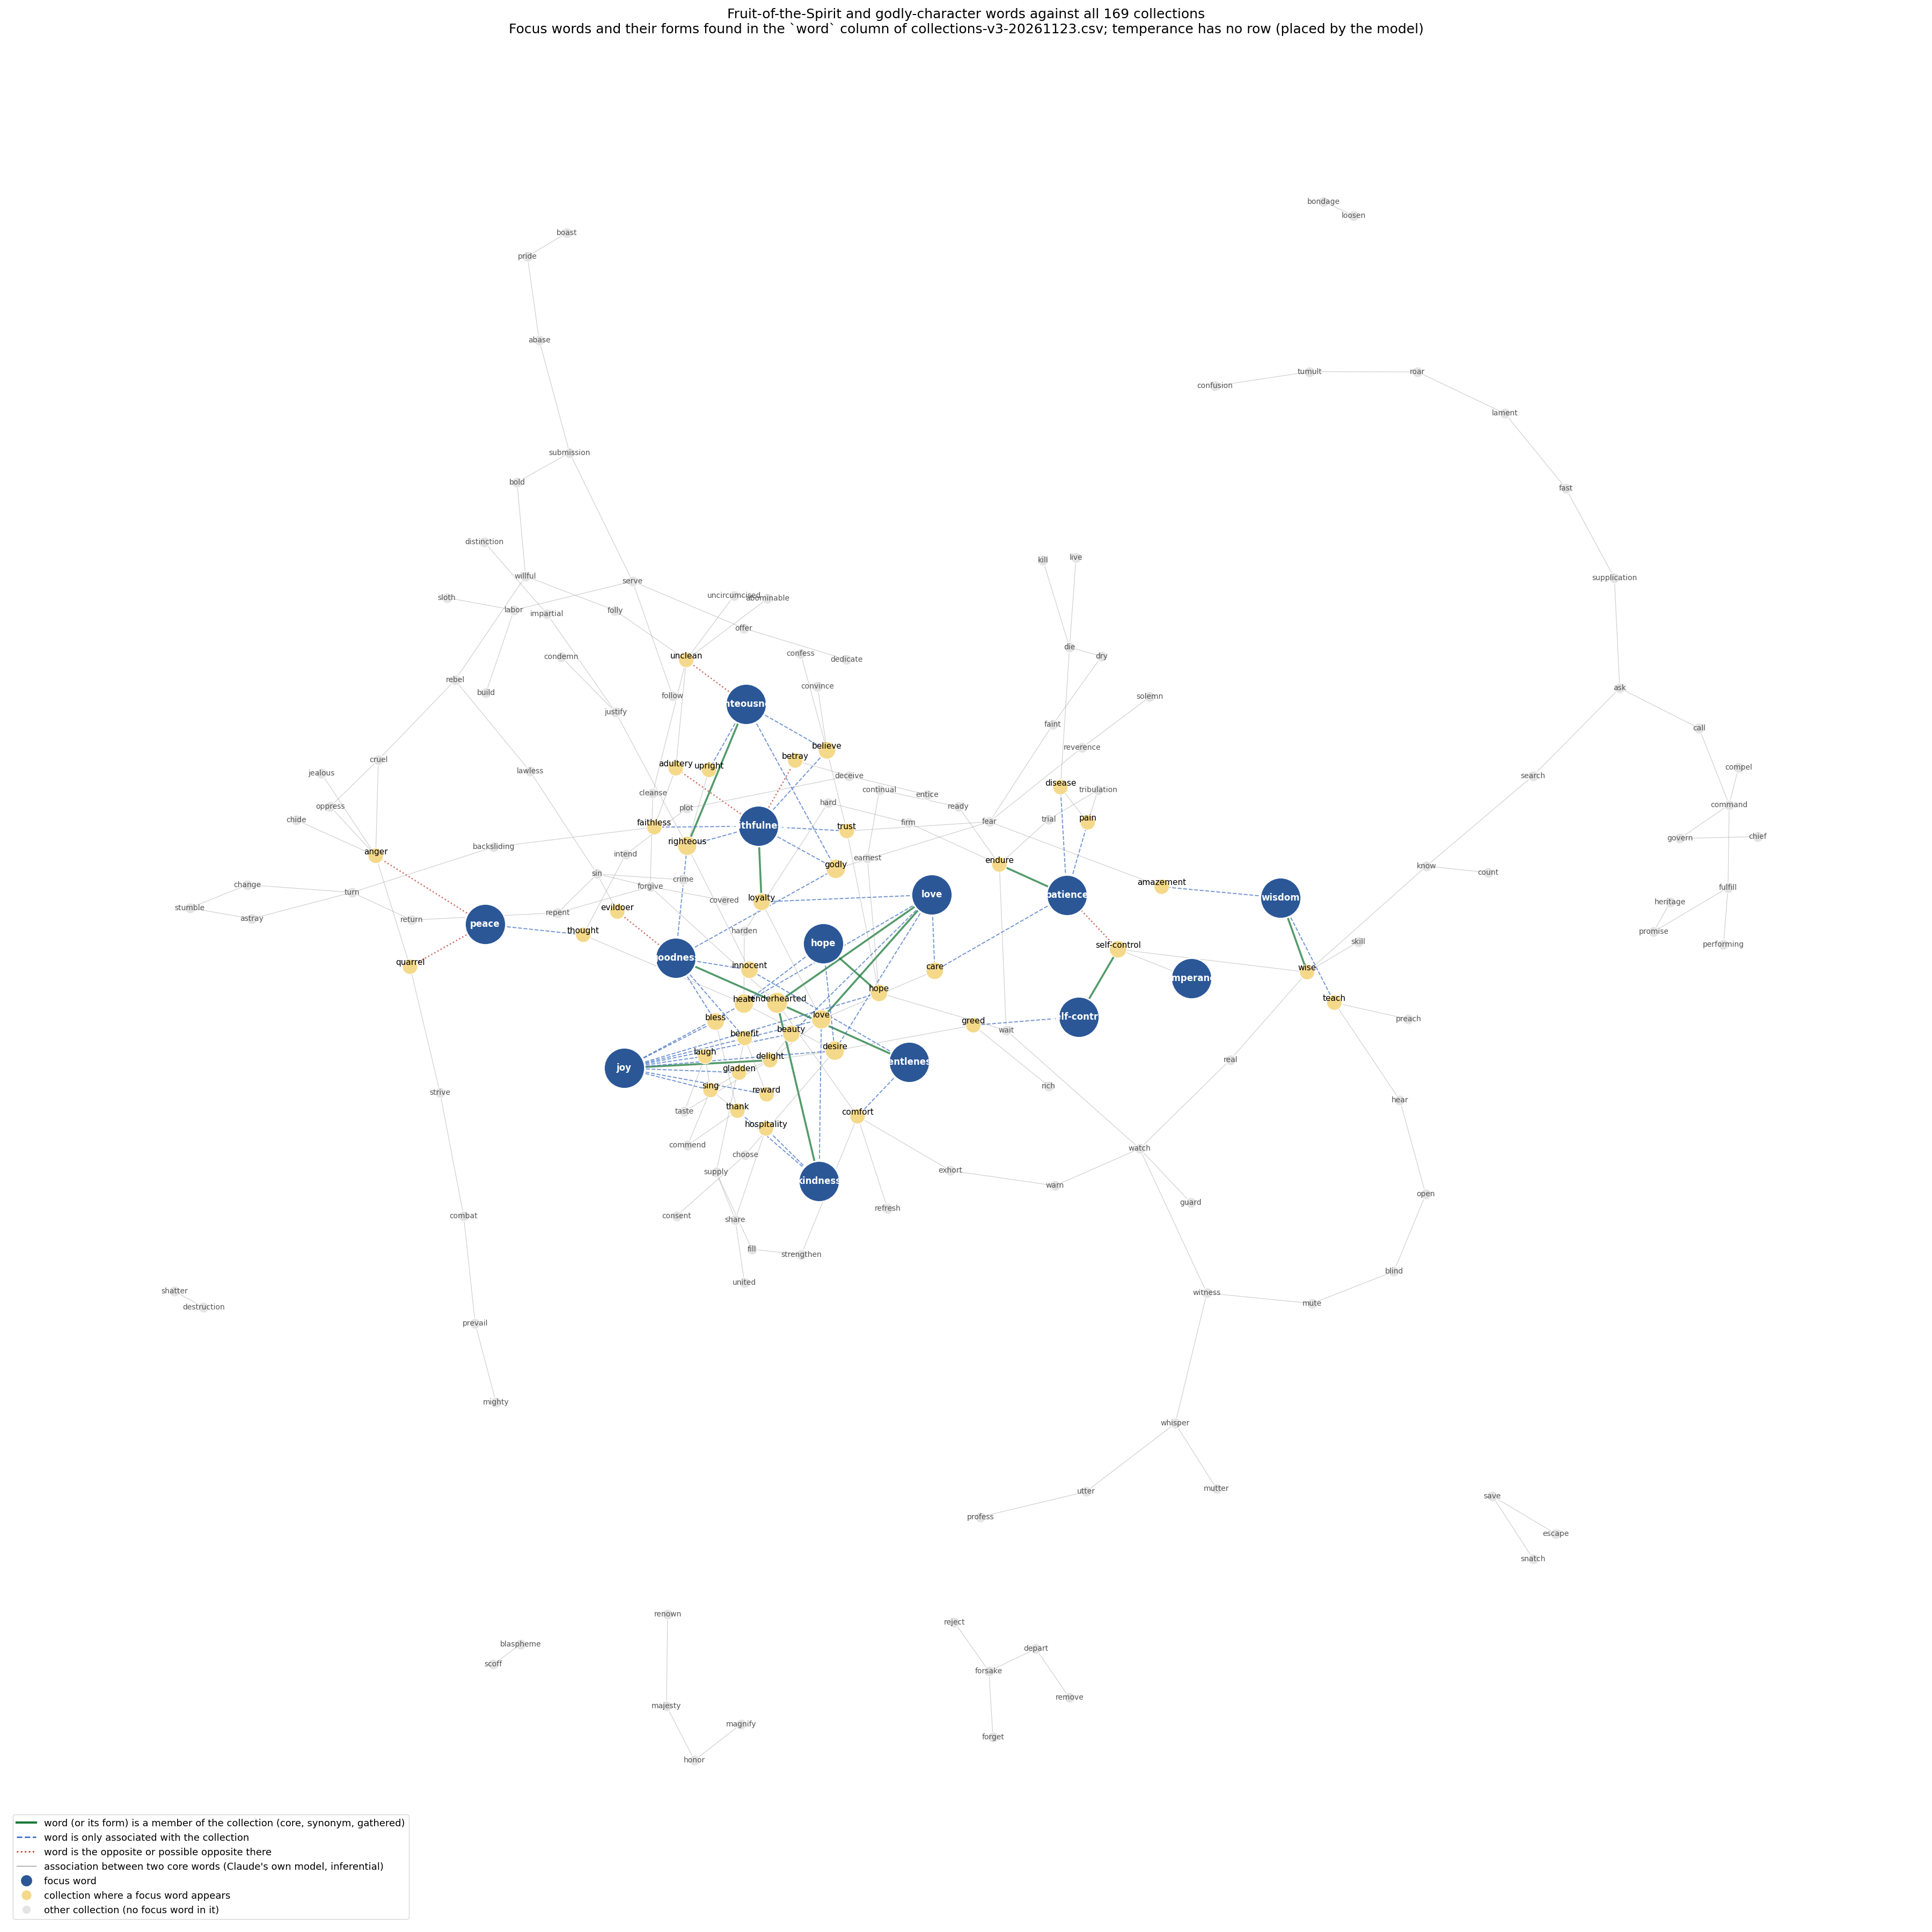 Fruit-of-the-Spirit and godly-character words against all 169 collections
Focus words and their forms found in the `word` column of collections-v3-20261123.csv; temperance has no row (placed by the model)
bondage
loosen
boast
pride
abase
tumult
roar
confusion
lament
submission
bold
fast
distinction
kill
live
willful
serve
supplication
sloth
labor
impartial
folly
uncircumcised
abominable
offer
die
dry
condemn
unclean
confess
dedicate
rebel
build
follow
convince
solemn
ask
nteousn
justify
faint
call
believe
reverence
betray
cruel
jealous
lawless
adultery
upright
deceive
search
compel
disease
tribulation
cleanse
continual
entice
oppress
plot
hard
ready
command
chide
thfulne
trust
firm
fear
trial
pain
govern
chief
faithless
righteous
backsliding
anger
intend
earnest
godly
endure
know
count
sin
crime
forgive
change
turn
covered
loyalty
love
patience
amazement
wisdom
fulfill
stumble
astray
return
repent
evildoer
heritage
promise
peace
thought
harden
hope
self-control
skill
performing
quarrel
oodnes
innocent
care
wise
mperan
heart
enderhearted
hope
teach
bless
love
greed
lf-contr
preach
benefit
beauty
wait
desire
laugh
delight
joy
gladden
entlenes
real
sing
reward
rich
strive
taste
thank
comfort
hear
hospitality
commend
choose
watch
supply
kindness
exhort
warn
open
guard
combat
consent
share
refresh
fill
strengthen
united
blind
shatter
destruction
witness
mute
prevail
mighty
whisper
utter
mutter
profess
save
escape
snatch
renown
reject
blaspheme
scoff
depart
forsake
remove
majesty
magnify
forget
honor
word (or its form) is a member of the collection (core, synonym, gathered)
word is only associated with the collection
word is the opposite or possible opposite there
association between two core words (Claude's own model, inferential)
focus word
collection where a focus word appears
other collection (no focus word in it)